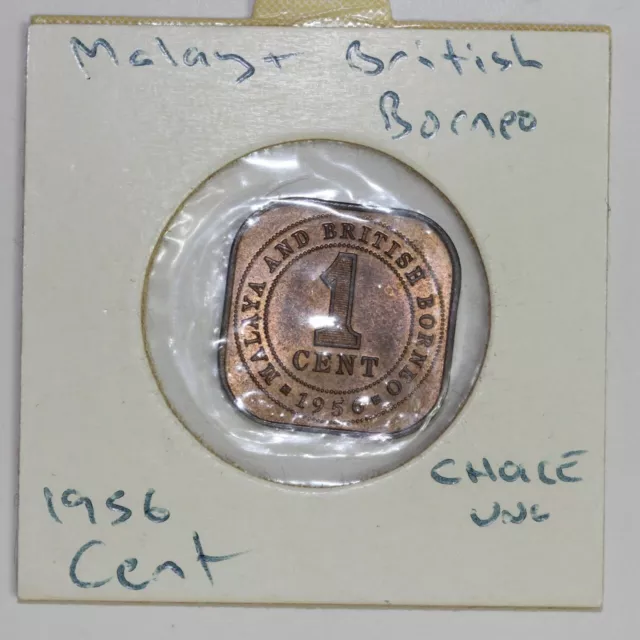 Malay + British
Borneo
MALAYA AND BRITISH BORNEO
1
CENT
1956
1956
Cent
CHOICE
UNC